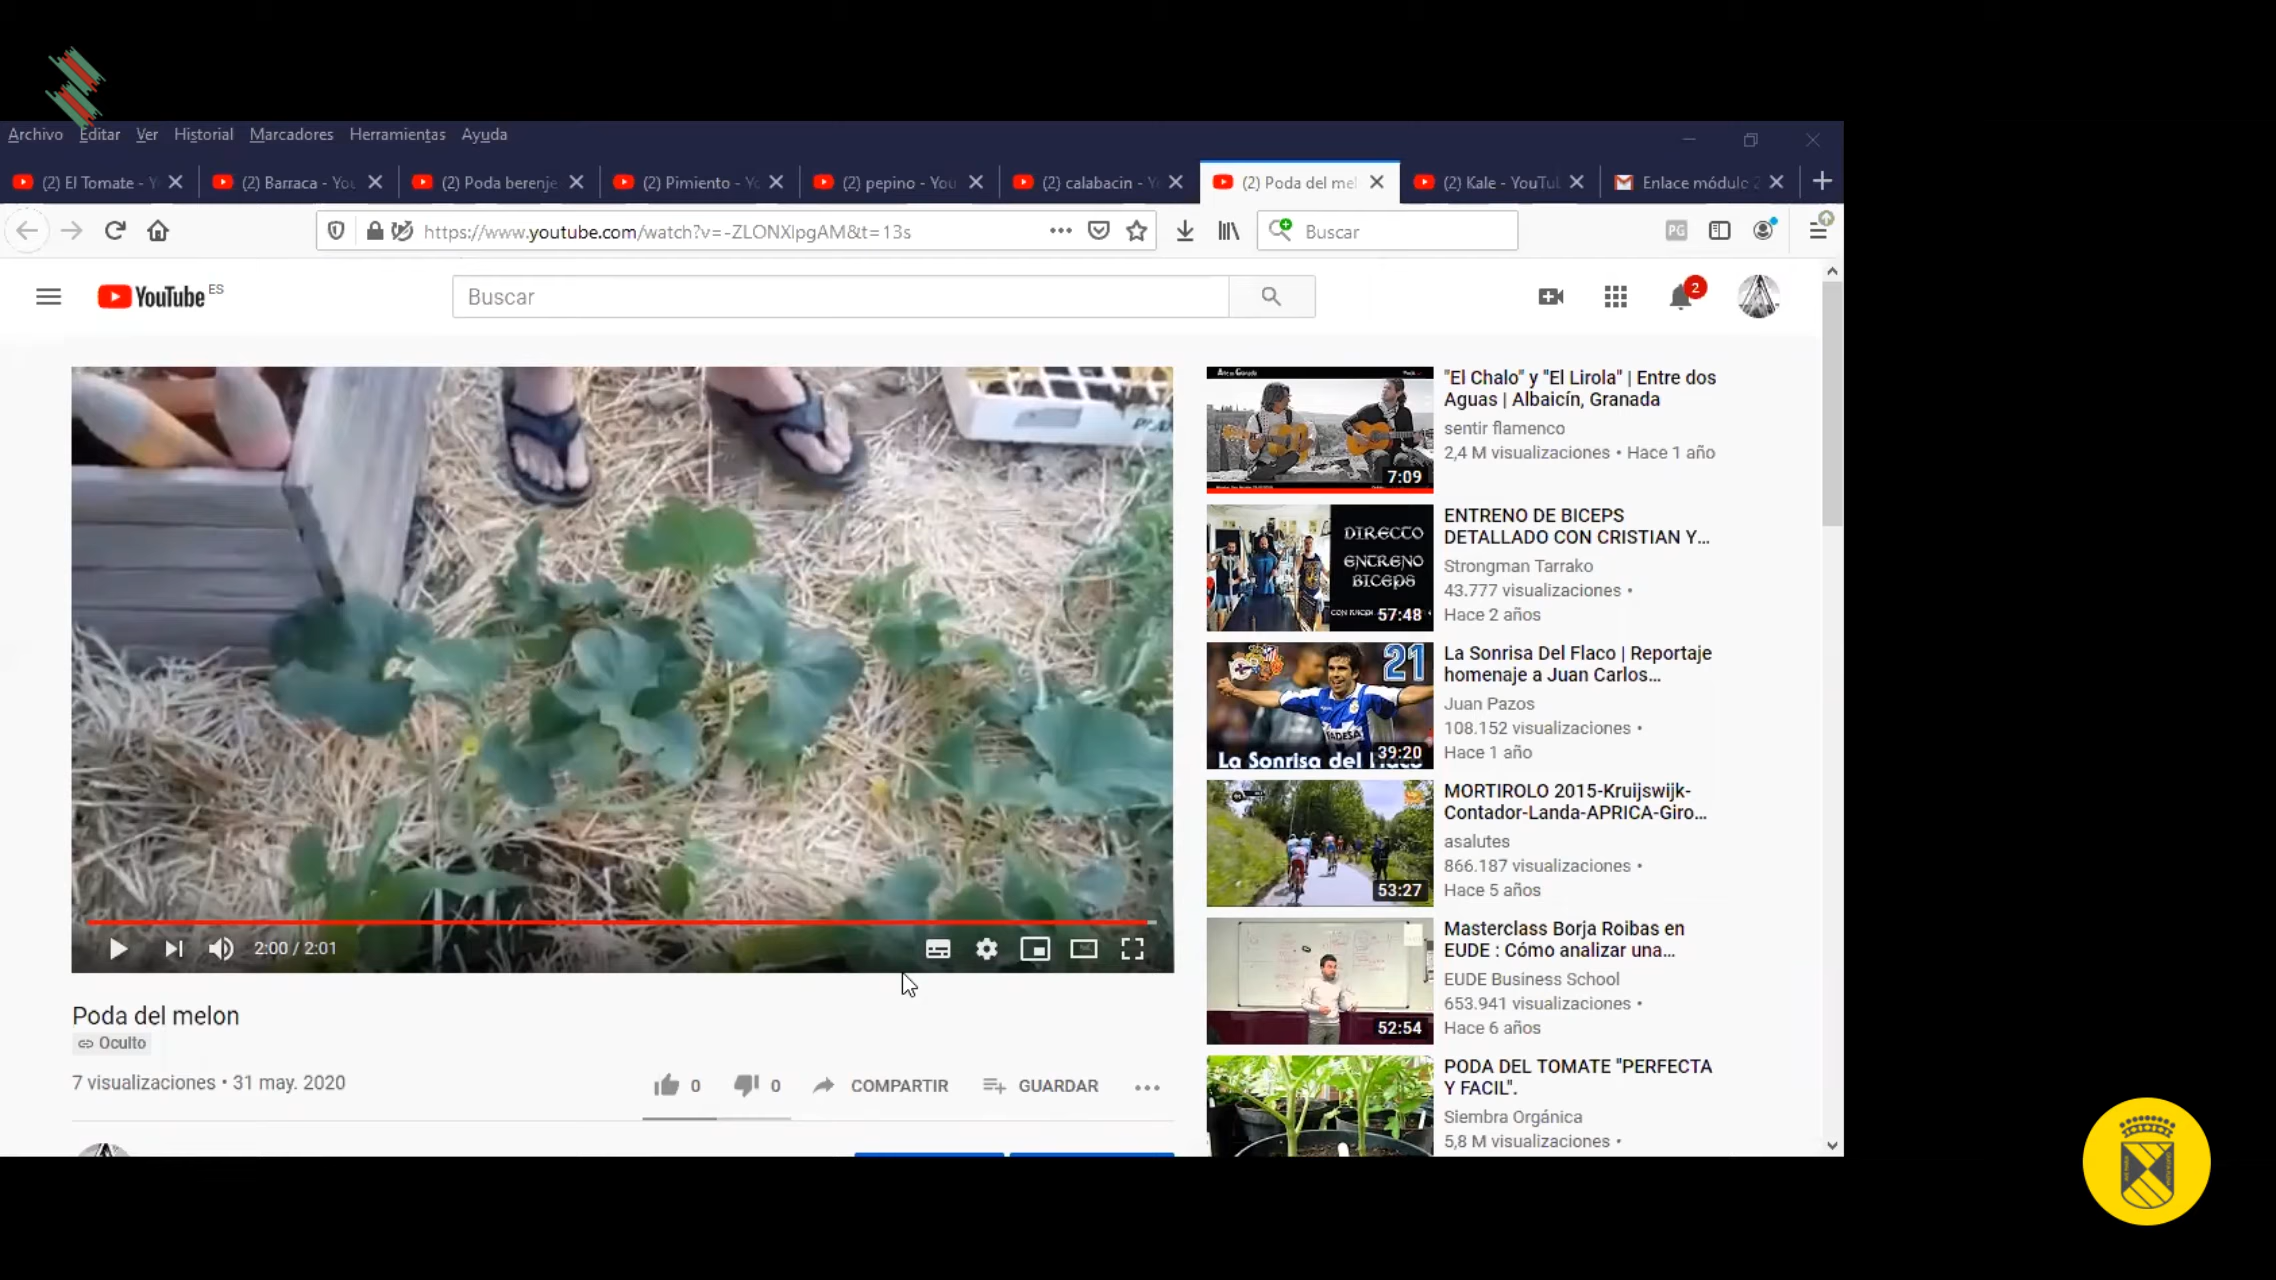 Archivo Editar Ver Historial Marcadores Herramientas Ayuda
(2) El Tomate - Y
(2) Barraca - You
(2) Poda berenje
(2) Pimiento - Yo
(2) pepino - You
(2) calabacin - Y
(2) Poda del mel
(2) Kale - YouTu
Enlace módulo 2
https://www.youtube.com/watch?v=-ZLONXlpgAM&t=13s
Buscar
PG
YouTube ES
Buscar
2
7:09
"El Chalo" y "El Lirola" | Entre dos
Aguas | Albaicín, Granada
sentir flamenco
2,4 M visualizaciones • Hace 1 año
DIRECTO
ENTRENO
BICEPS
57:48
ENTRENO DE BICEPS
DETALLADO CON CRISTIAN Y...
Strongman Tarrako
43.777 visualizaciones •
Hace 2 años
21
FADESA
39:20
La Sonrisa del Flaco
La Sonrisa Del Flaco | Reportaje
homenaje a Juan Carlos...
Juan Pazos
108.152 visualizaciones •
Hace 1 año
53:27
MORTIROLO 2015-Kruijswijk-
Contador-Landa-APRICA-Giro...
asalutes
866.187 visualizaciones •
Hace 5 años
52:54
Masterclass Borja Roibas en
EUDE : Cómo analizar una...
EUDE Business School
653.941 visualizaciones •
Hace 6 años
PODA DEL TOMATE "PERFECTA
Y FACIL".
Siembra Orgánica
5,8 M visualizaciones •
2:00 / 2:01
Poda del melon
Oculto
7 visualizaciones • 31 may. 2020
0
0
COMPARTIR
GUARDAR